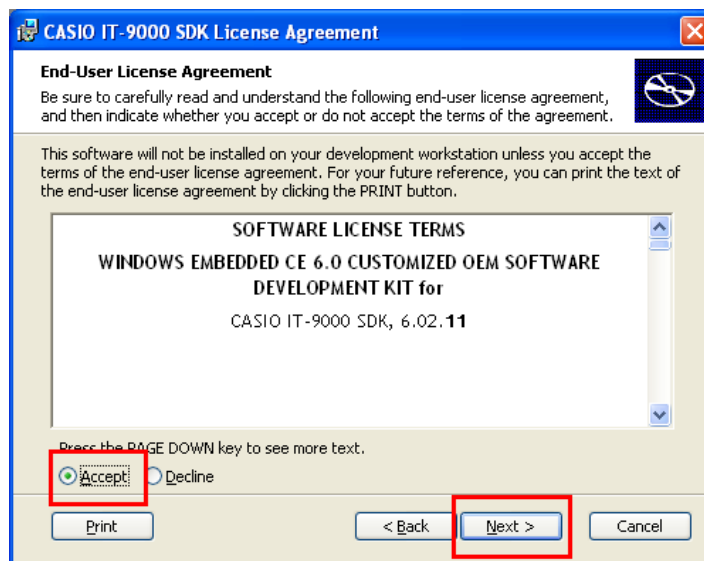 CASIO IT-9000 SDK License Agreement
End-User License Agreement
Be sure to carefully read and understand the following end-user license agreement,
and then indicate whether you accept or do not accept the terms of the agreement.
This software will not be installed on your development workstation unless you accept the
terms of the end-user license agreement. For your future reference, you can print the text of
the end-user license agreement by clicking the PRINT button.
SOFTWARE LICENSE TERMS
WINDOWS EMBEDDED CE 6.0 CUSTOMIZED OEM SOFTWARE
DEVELOPMENT KIT for
CASIO IT-9000 SDK, 6.02.11
Press the PAGE DOWN key to see more text.
Accept Decline
Print < Back Next > Cancel